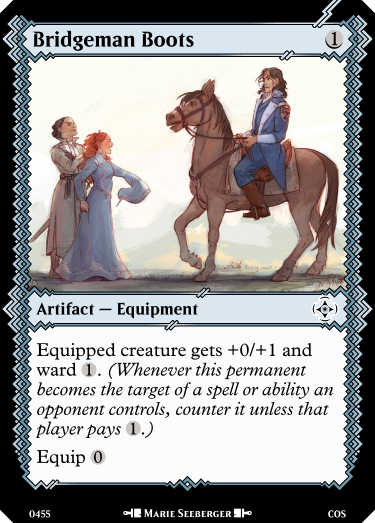 Bridgeman Boots 1
Artifact — Equipment
Equipped creature gets +0/+1 and
ward 1. (Whenever this permanent
becomes the target of a spell or ability an
opponent controls, counter it unless that
player pays 1.)
Equip 0
0455 Marie Seeberger COS